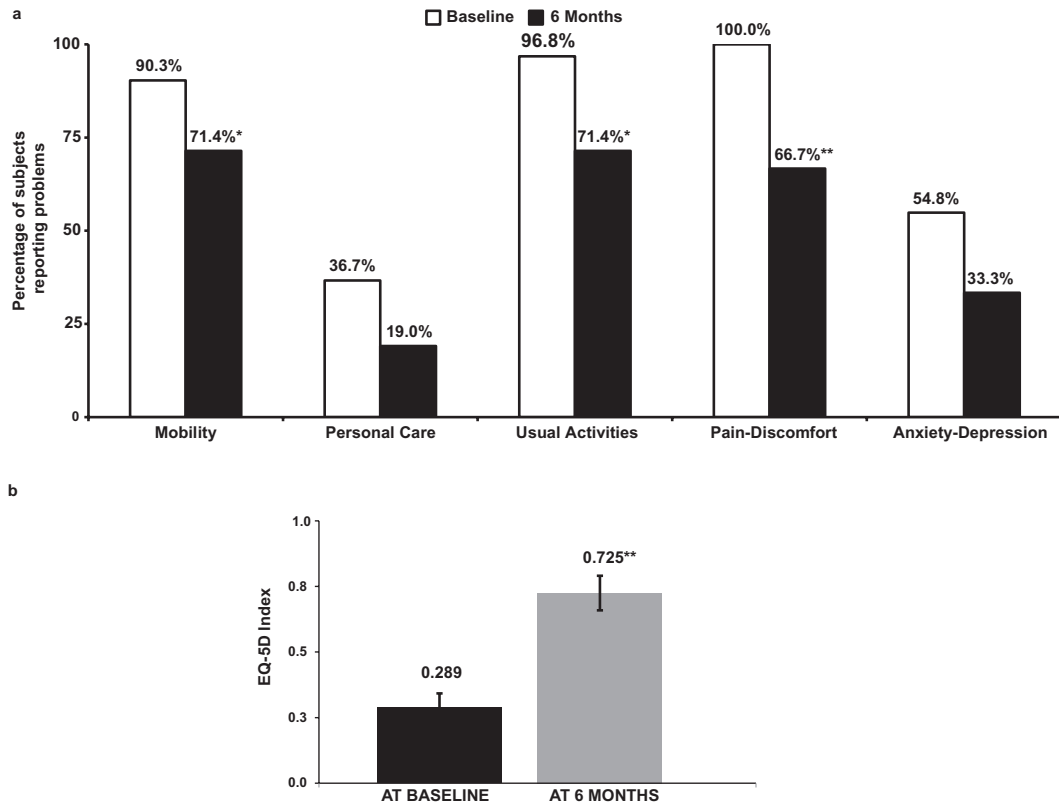 a
Baseline 6 Months
Percentage of subjects
reporting problems
100
75
50
25
0
90.3%
71.4%*
36.7%
19.0%
96.8%
71.4%*
100.0%
66.7%**
54.8%
33.3%
Mobility Personal Care Usual Activities Pain-Discomfort Anxiety-Depression
b
EQ-5D Index
1.0
0.8
0.5
0.3
0.0
0.289
0.725**
AT BASELINE AT 6 MONTHS